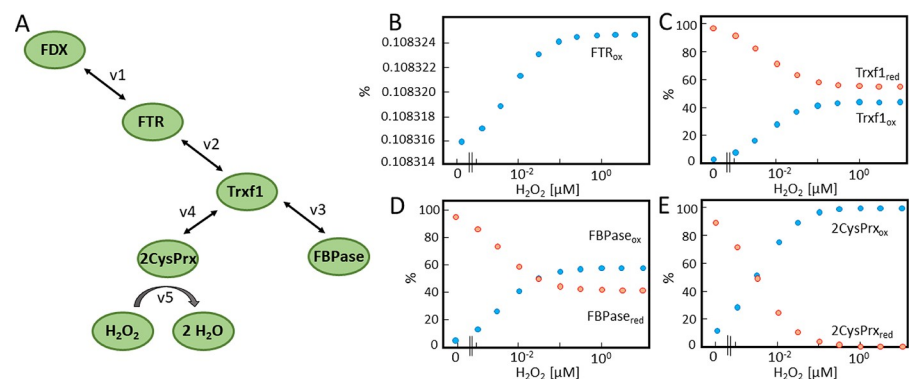 A
FDX
v1
FTR
v2
Trxf1
v4
v3
2CysPrx
FBPase
v5
H₂O₂
2 H₂O
B
0.108324
0.108322
0.108320
0.108318
0.108316
0.108314
%
FTRox
0
10⁻²
10⁰
H₂O₂ [µM]
C
100
80
60
40
20
0
%
Trxf1red
Trxf1ox
0
10⁻²
10⁰
H₂O₂ [µM]
D
100
80
60
40
20
0
%
FBPaseox
FBPasered
0
10⁻²
10⁰
H₂O₂ [µM]
E
100
80
60
40
20
0
%
2CysPrxox
2CysPrxred
0
10⁻²
10⁰
H₂O₂ [µM]